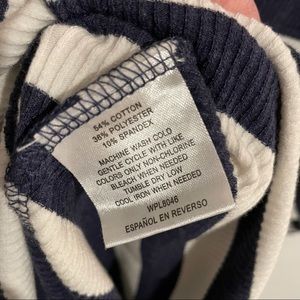 54% COTTON
36% POLYESTER
10% SPANDEX
MACHINE WASH COLD
GENTLE CYCLE WITH LIKE
COLORS ONLY NON-CHLORINE
BLEACH WHEN NEEDED
TUMBLE DRY LOW
COOL IRON WHEN NEEDED
WPL8046
ESPAÑOL EN REVERSO